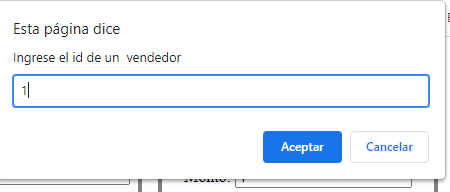 Esta página dice
Ingrese el id de un  vendedor
1
Aceptar
Cancelar